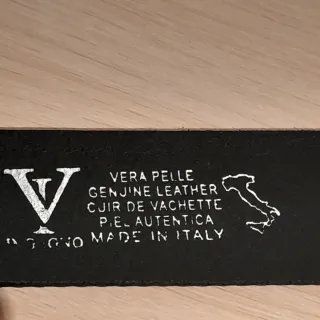 V
VERA PELLE
GENUINE LEATHER
CUIR DE VACHETTE
PIEL AUTENTICA
MADE IN ITALY